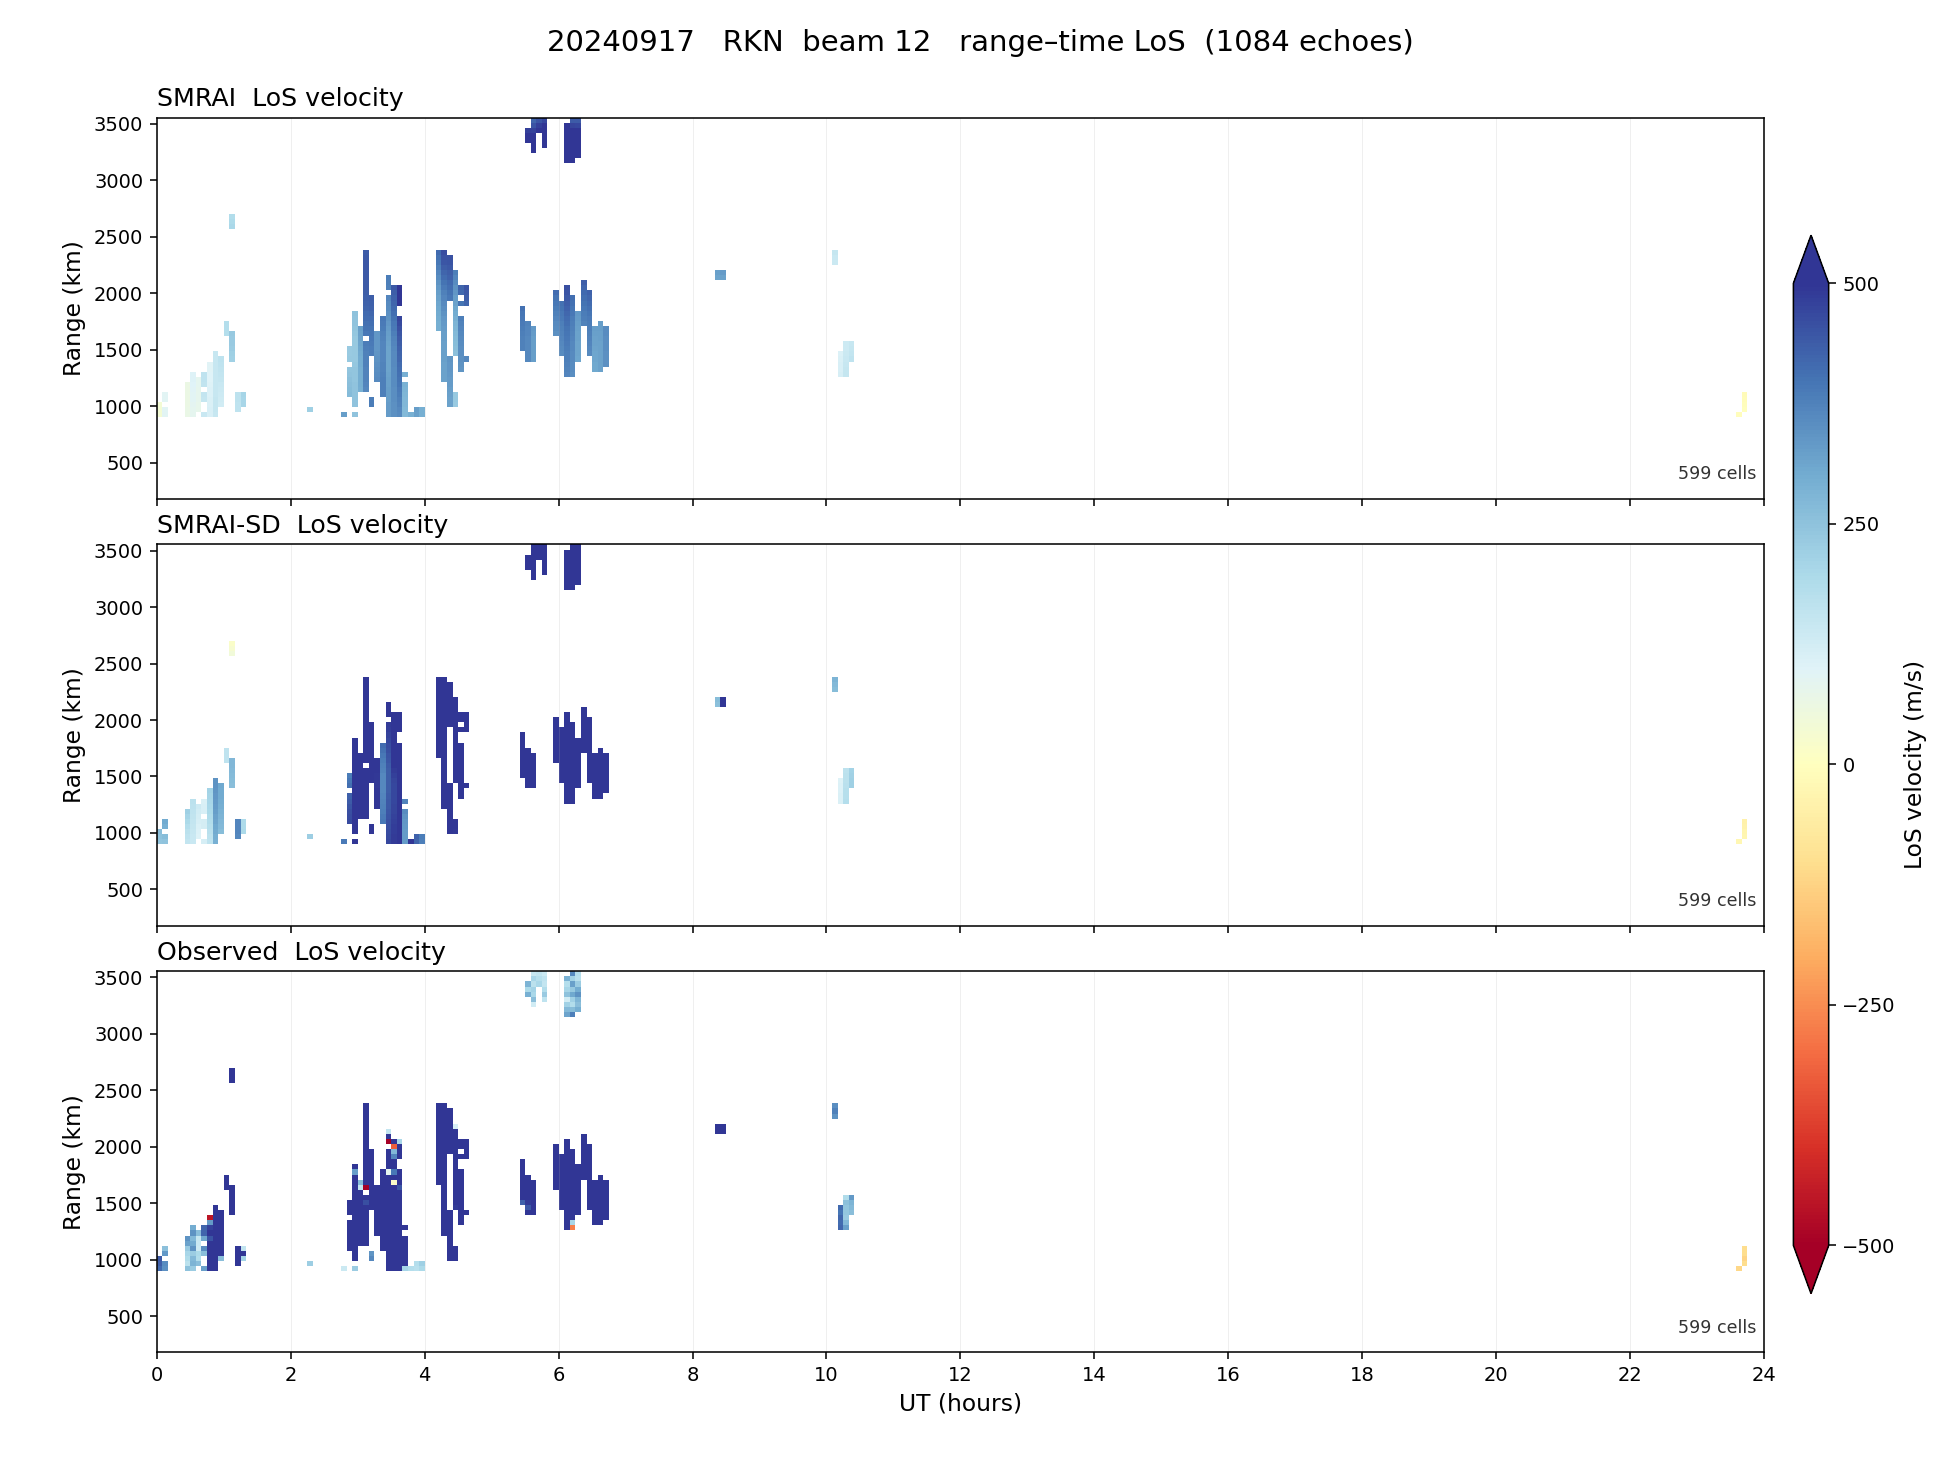 20240917   RKN  beam 12   range–time LoS  (1084 echoes)
SMRAI  LoS velocity
3500
3000
2500
2000
1500
1000
500
Range (km)
599 cells
SMRAI-SD  LoS velocity
3500
3000
2500
2000
1500
1000
500
Range (km)
599 cells
Observed  LoS velocity
3500
3000
2500
2000
1500
1000
500
Range (km)
599 cells
0 2 4 6 8 10 12 14 16 18 20 22 24
UT (hours)
500
250
0
−250
−500
LoS velocity (m/s)